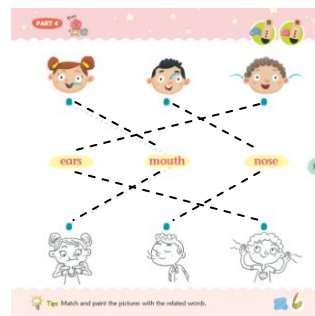 PART 4
ears mouth nose
Tips: Match and paint the pictures with the related words.